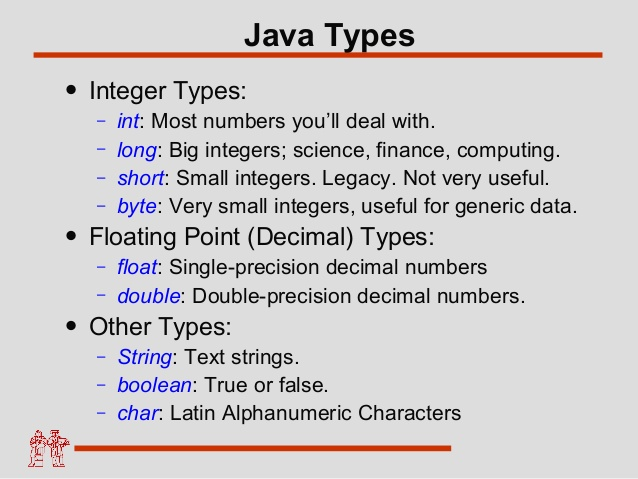 Java Types
• Integer Types:
– int: Most numbers you’ll deal with.
– long: Big integers; science, finance, computing.
– short: Small integers. Legacy. Not very useful.
– byte: Very small integers, useful for generic data.
• Floating Point (Decimal) Types:
– float: Single-precision decimal numbers
– double: Double-precision decimal numbers.
• Other Types:
– String: Text strings.
– boolean: True or false.
– char: Latin Alphanumeric Characters